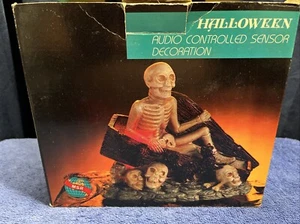 HALLOWEEN
AUDIO CONTROLLED SENSOR
DECORATION